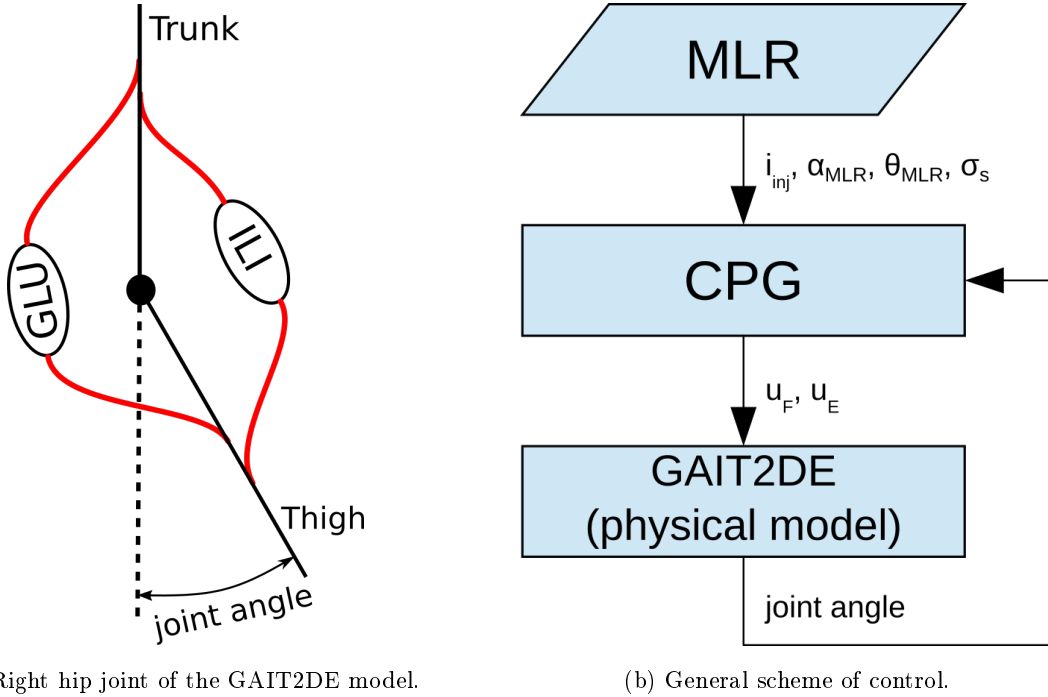 Trunk
GLU
ILI
Thigh
joint angle
Right hip joint of the GAIT2DE model.
MLR
i_inj, α_MLR, θ_MLR, σ_s
CPG
u_F, u_E
GAIT2DE
(physical model)
joint angle
(b) General scheme of control.